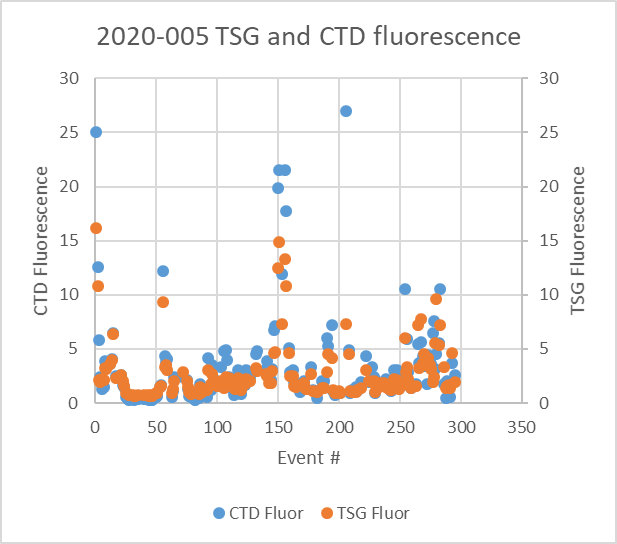 2020-005 TSG and CTD fluorescence
CTD Fluorescence
TSG Fluorescence
30 30
25 25
20 20
15 15
10 10
5 5
0 0
0 50 100 150 200 250 300 350
Event #
CTD Fluor TSG Fluor